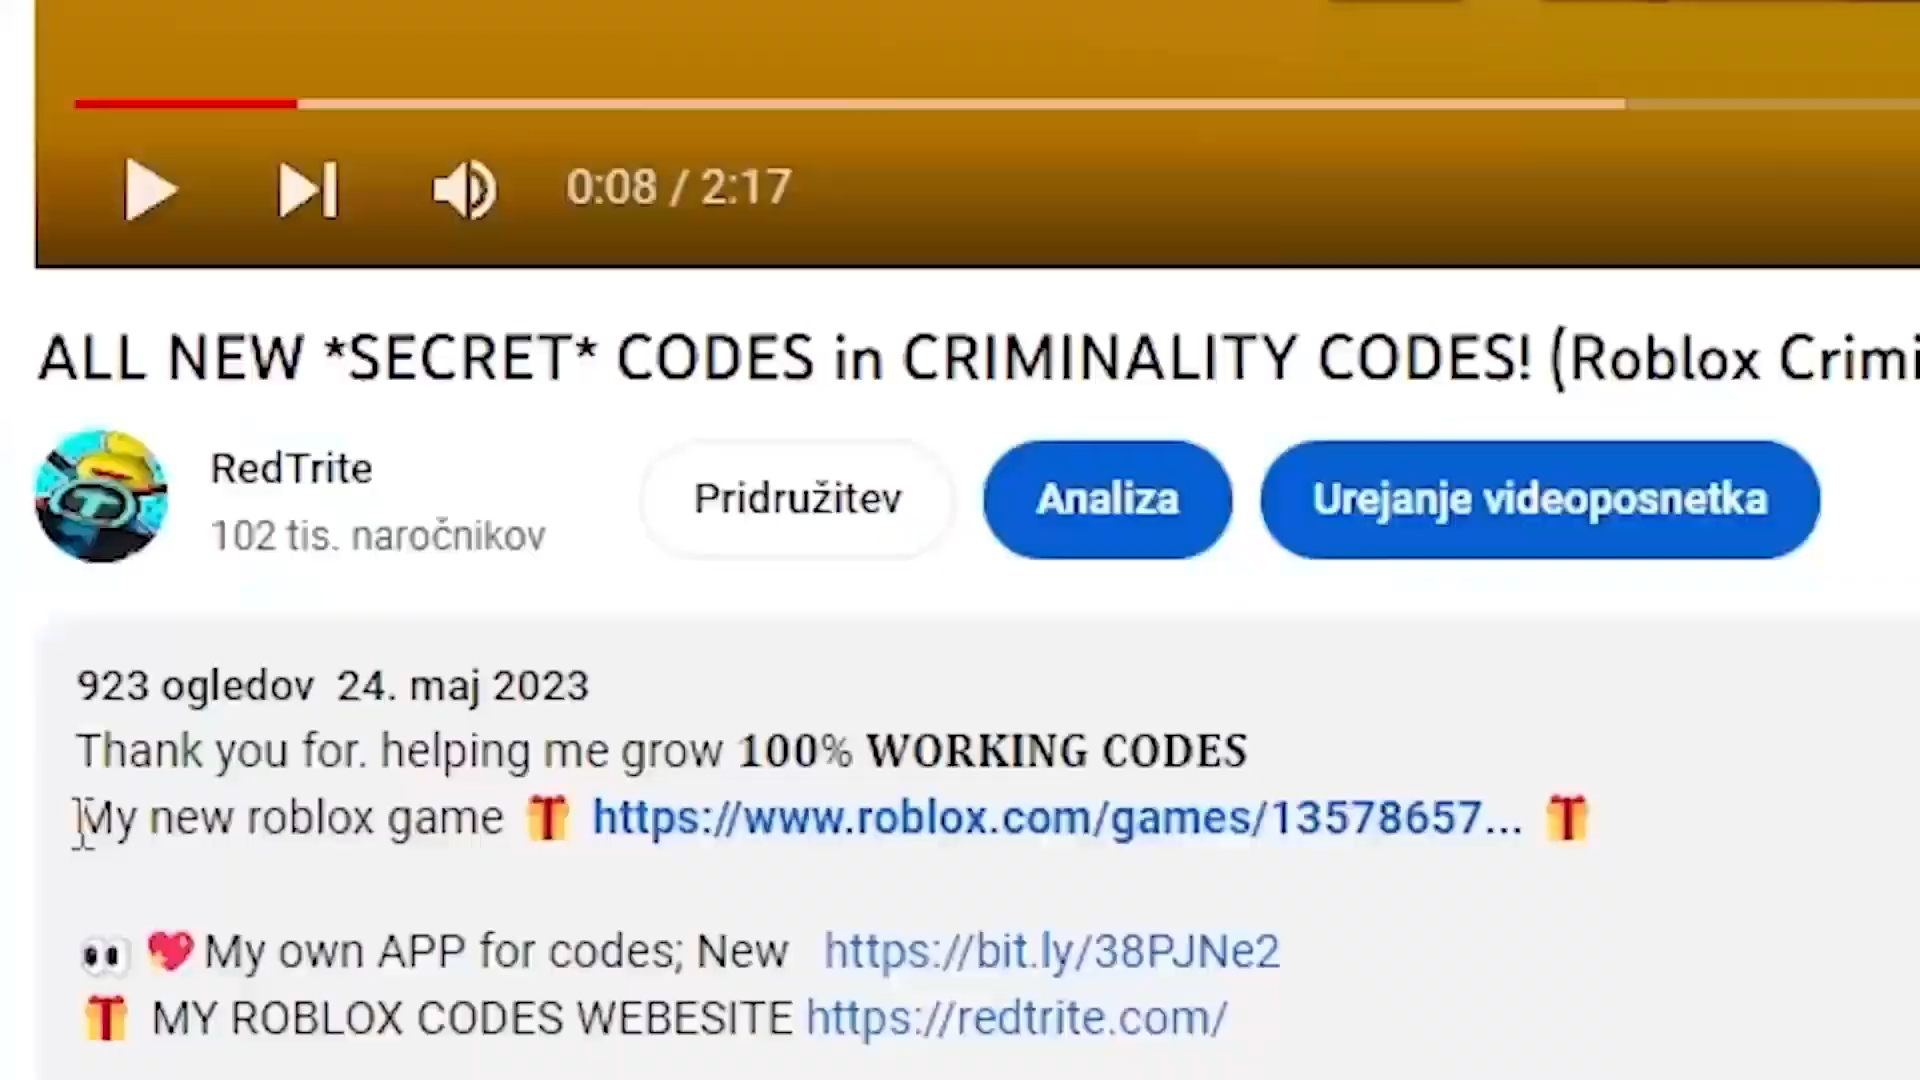 0:08 / 2:17
ALL NEW *SECRET* CODES in CRIMINALITY CODES! (Roblox Crimi
RedTrite
102 tis. naročnikov
Pridružitev
Analiza
Urejanje videoposnetka
923 ogledov 24. maj 2023
Thank you for. helping me grow 100% WORKING CODES
My new roblox game 🎁 https://www.roblox.com/games/13578657... 🎁
👀 💖 My own APP for codes; New https://bit.ly/38PJNe2
🎁 MY ROBLOX CODES WEBESITE https://redtrite.com/